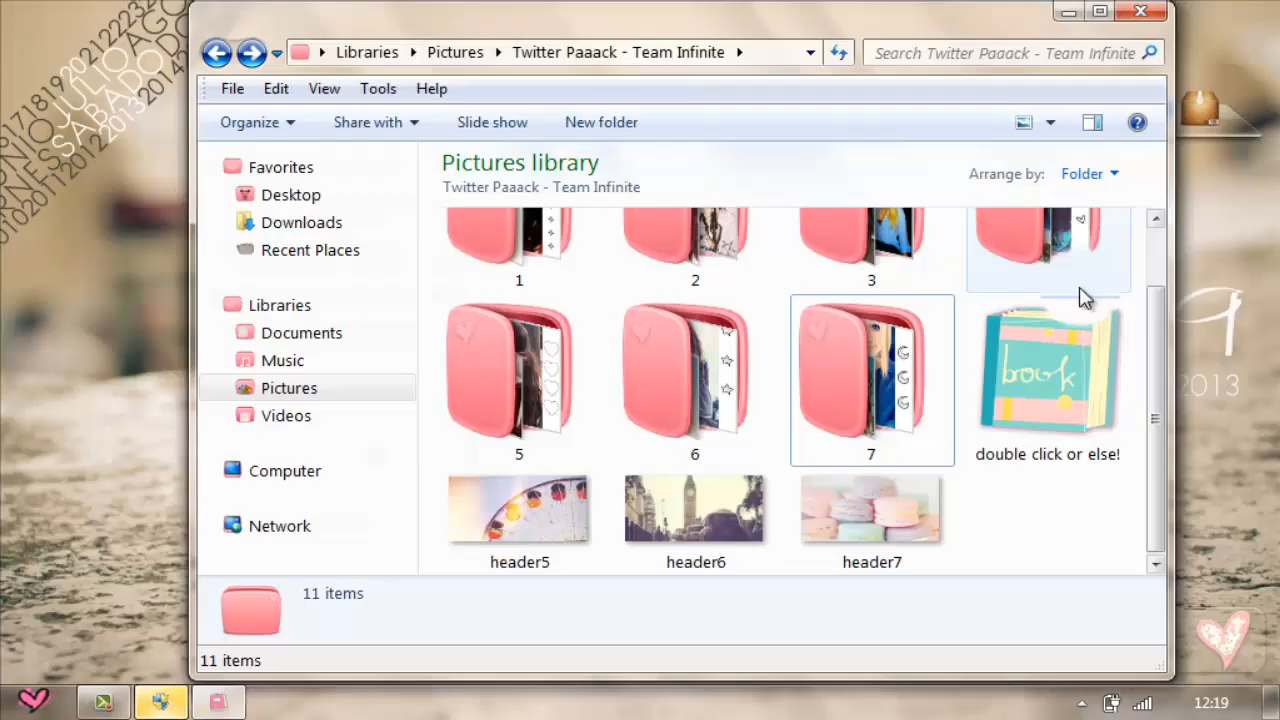 Libraries Pictures Twitter Paaack - Team Infinite
Search Twitter Paaack - Team Infinite
File Edit View Tools Help
Organize Share with Slide show New folder
Pictures library
Twitter Paaack - Team Infinite
Arrange by: Folder
Favorites
Desktop
Downloads
Recent Places
Libraries
Documents
Music
Pictures
Videos
Computer
Network
1 2 3
book
5 6 7 double click or else!
header5 header6 header7
11 items
11 items
12:19
JULIO
SABADO
2013